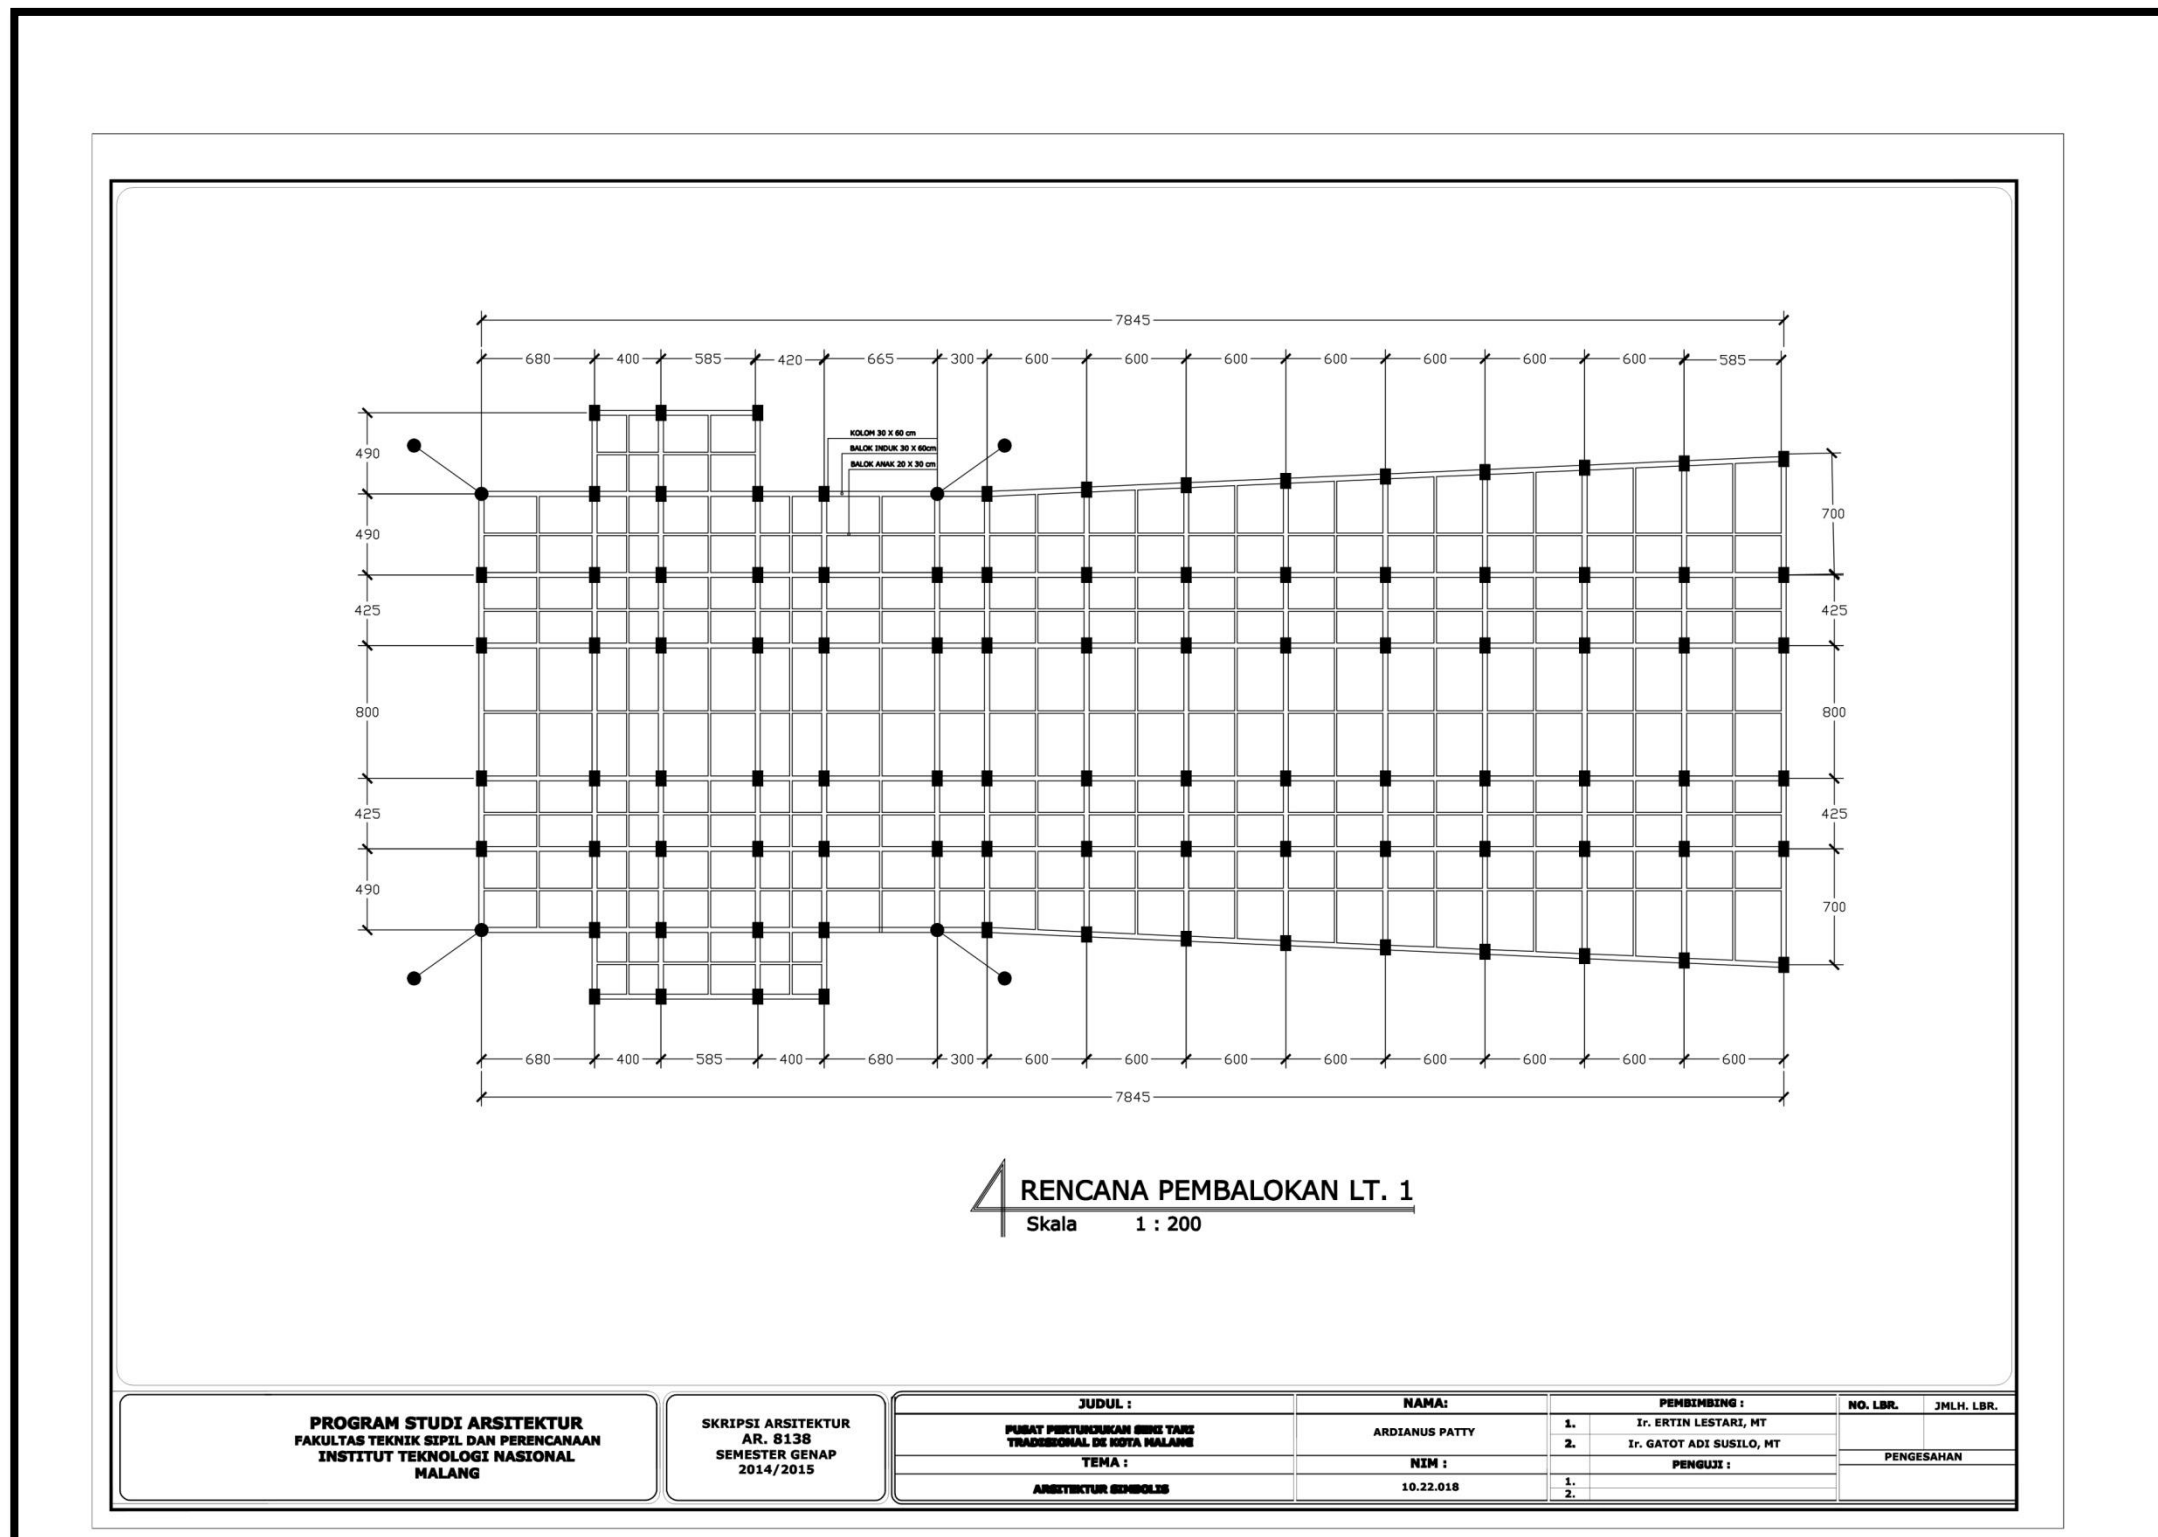 7845
680 400 585 420 665 300 600 600 600 600 600 600 600 585
KOLOM 30 X 60 cm
BALOK INDUK 30 X 60cm
BALOK ANAK 20 X 30 cm
490
490
425
800
425
490
700
425
800
425
700
680 400 585 400 680 300 600 600 600 600 600 600 600 600
7845
RENCANA PEMBALOKAN LT. 1
Skala 1 : 200
PROGRAM STUDI ARSITEKTUR
FAKULTAS TEKNIK SIPIL DAN PERENCANAAN
INSTITUT TEKNOLOGI NASIONAL
MALANG
SKRIPSI ARSITEKTUR
AR. 8138
SEMESTER GENAP
2014/2015
JUDUL :
PUSAT PERTUNJUKAN SENI TARI
TRADISIONAL DI KOTA MALANG
TEMA :
ARSITEKTUR SIMBOLIS
NAMA:
ARDIANUS PATTY
NIM :
10.22.018
PEMBIMBING :
1. Ir. ERTIN LESTARI, MT
2. Ir. GATOT ADI SUSILO, MT
PENGUJI :
1.
2.
NO. LBR. JMLH. LBR.
PENGESAHAN